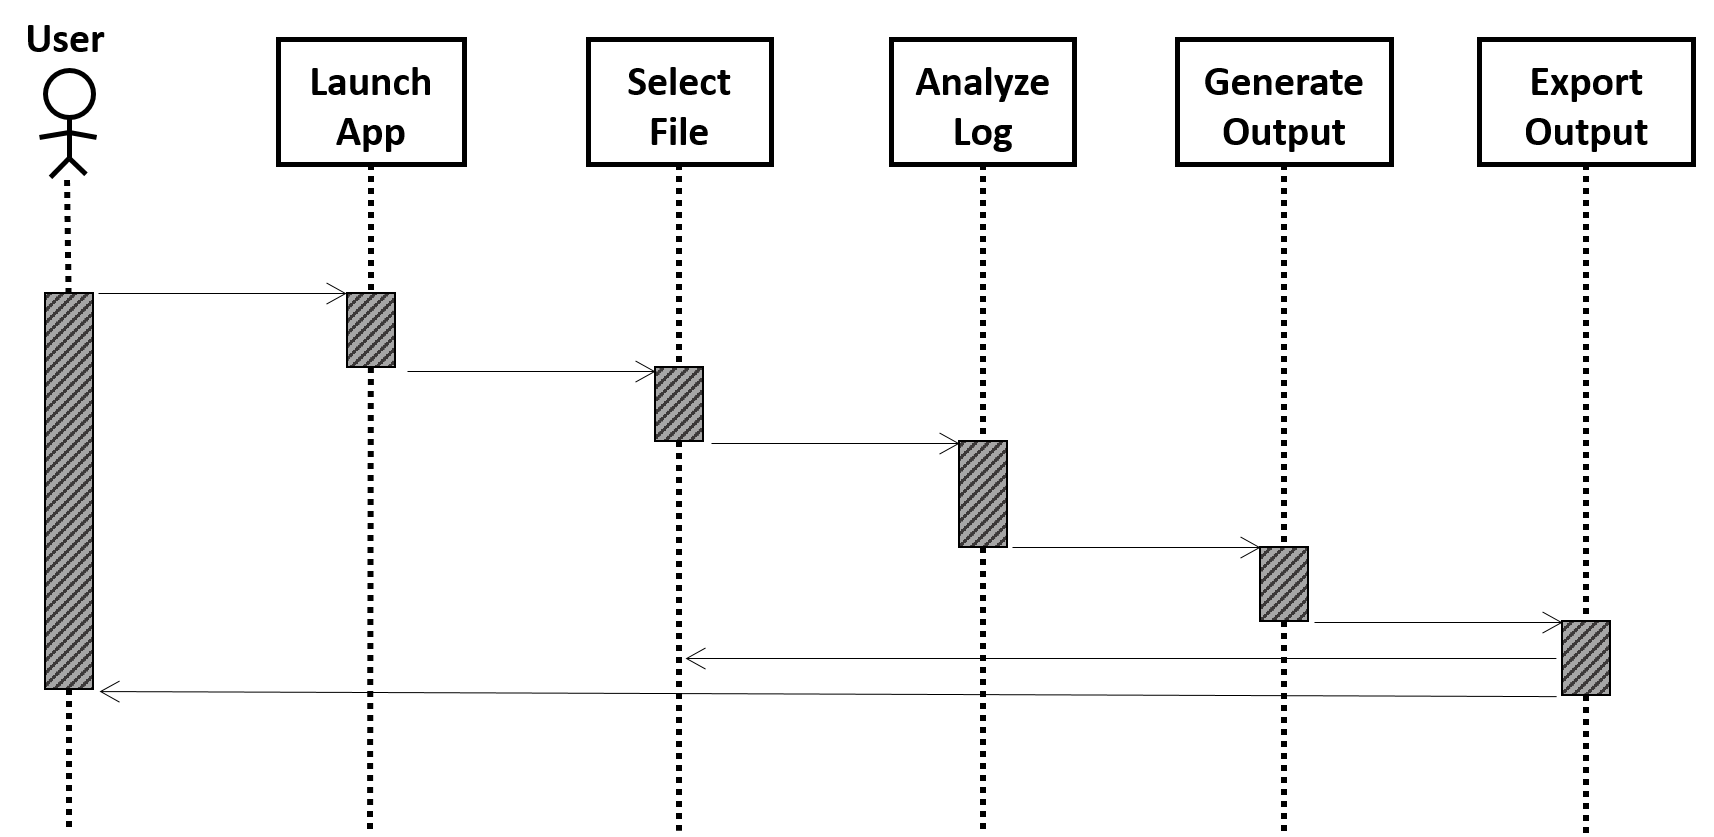 User
Launch
App
Select
File
Analyze
Log
Generate
Output
Export
Output